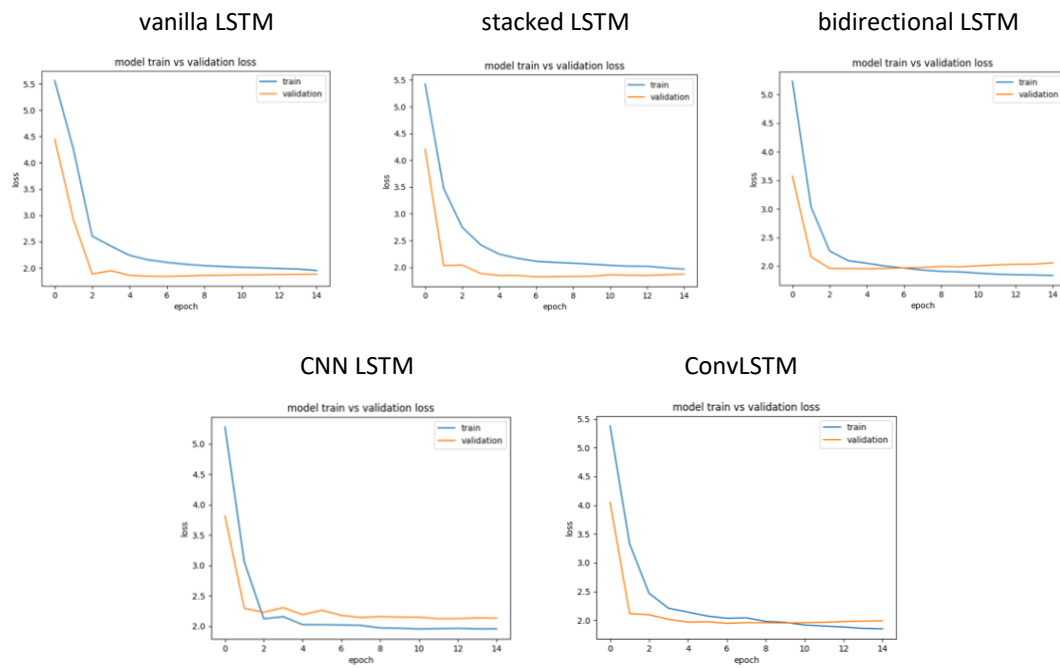 vanilla LSTM
stacked LSTM
bidirectional LSTM
model train vs validation loss
train
validation
5.5
5.0
4.5
4.0
3.5
3.0
2.5
2.0
loss
0 2 4 6 8 10 12 14
epoch
model train vs validation loss
train
validation
5.5
5.0
4.5
4.0
3.5
3.0
2.5
2.0
loss
0 2 4 6 8 10 12 14
epoch
model train vs validation loss
train
validation
5.0
4.5
4.0
3.5
3.0
2.5
2.0
loss
0 2 4 6 8 10 12 14
epoch
CNN LSTM
ConvLSTM
model train vs validation loss
train
validation
5.0
4.5
4.0
3.5
3.0
2.5
2.0
loss
0 2 4 6 8 10 12 14
epoch
model train vs validation loss
train
validation
5.5
5.0
4.5
4.0
3.5
3.0
2.5
2.0
loss
0 2 4 6 8 10 12 14
epoch